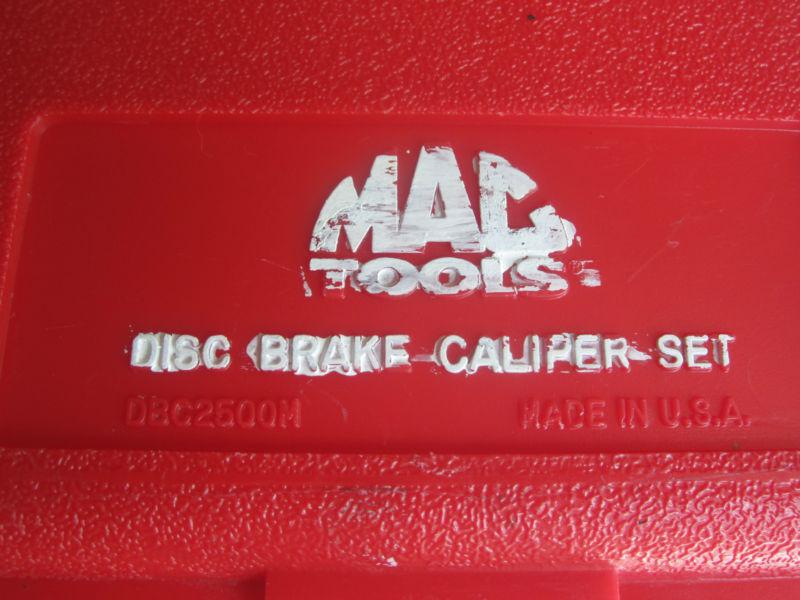 MAC
TOOLS
DISC BRAKE CALIPER SET
DBC2500M MADE IN U.S.A.